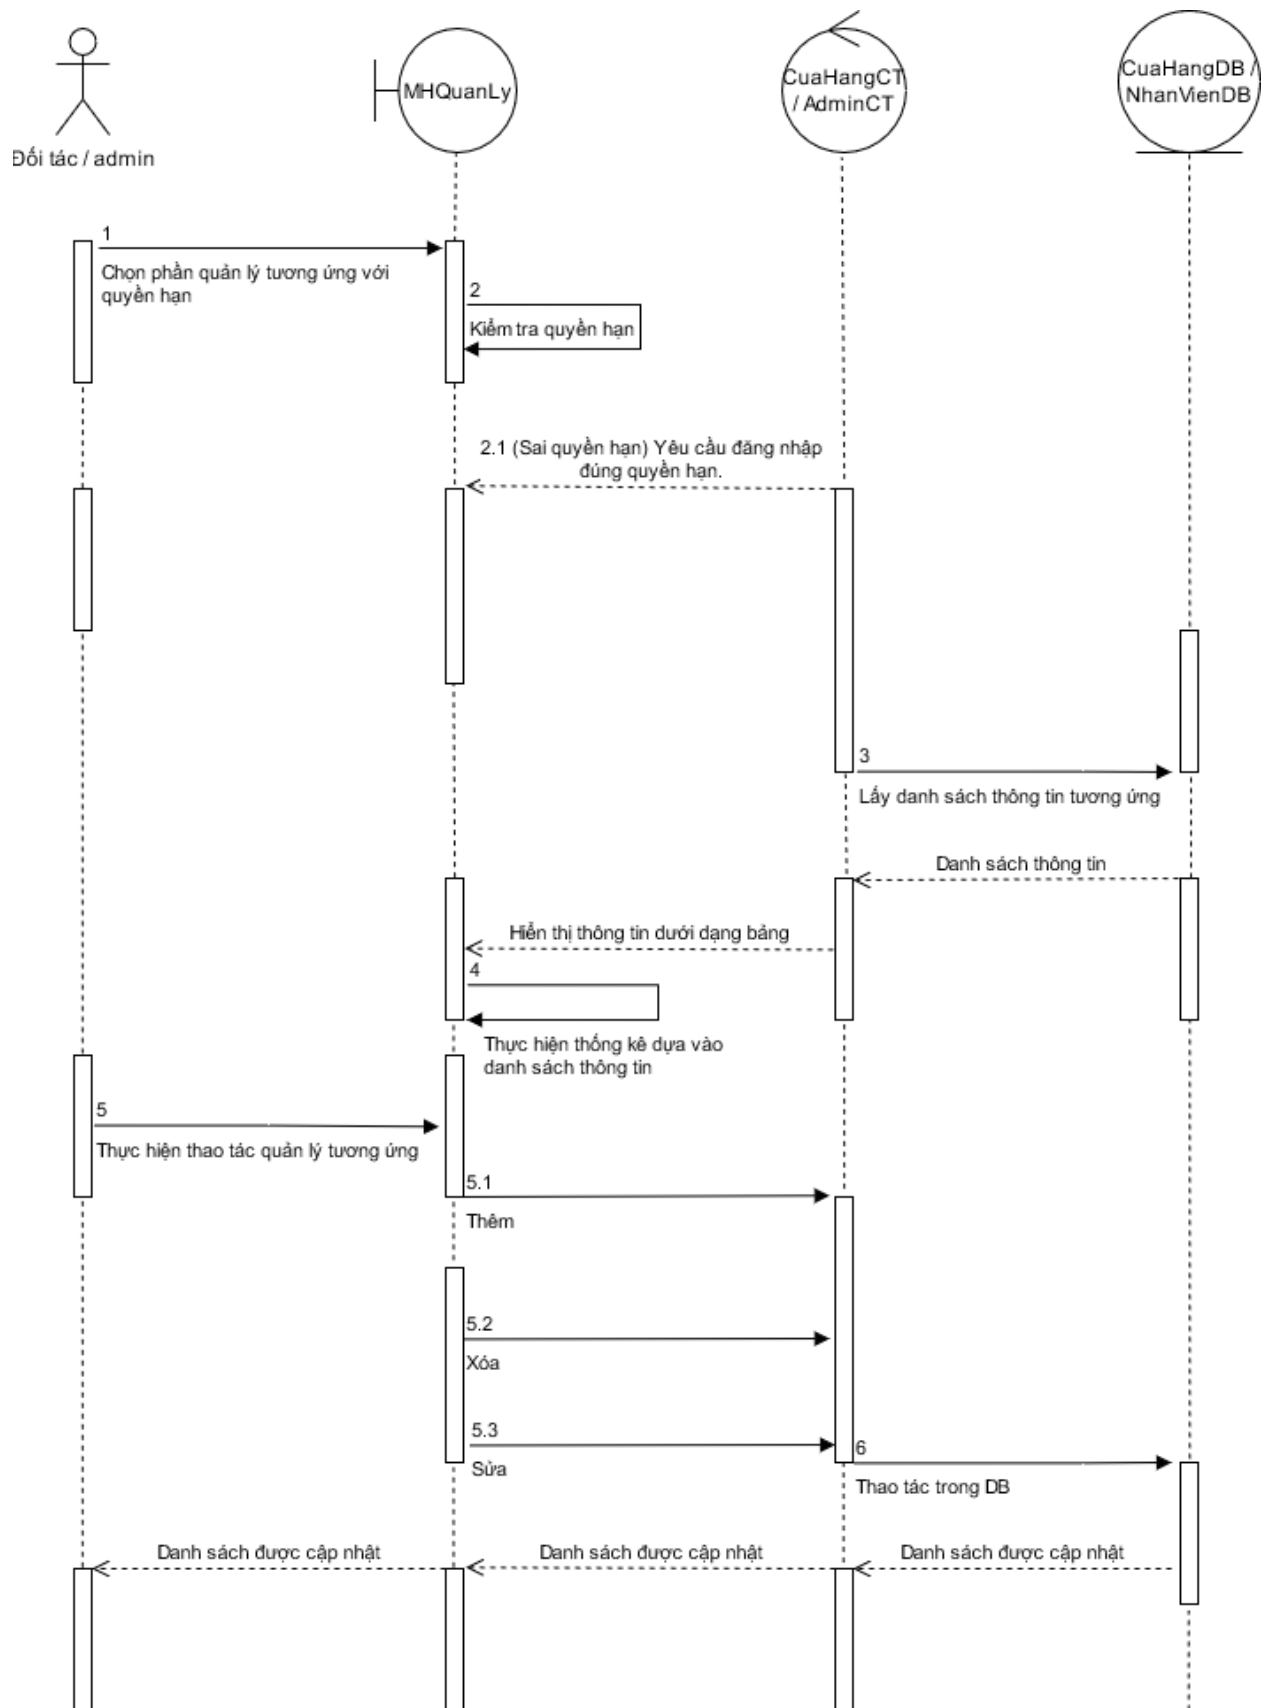 Đối tác / admin
MHQuanLy
CuaHangCT
/ AdminCT
CuaHangDB /
NhanVienDB
1
Chọn phần quản lý tương ứng với
quyền hạn
2
Kiểm tra quyền hạn
2.1 (Sai quyền hạn) Yêu cầu đăng nhập
đúng quyền hạn.
3
Lấy danh sách thông tin tương ứng
Danh sách thông tin
Hiển thị thông tin dưới dạng bảng
4
Thực hiện thống kê dựa vào
danh sách thông tin
5
Thực hiện thao tác quản lý tương ứng
5.1
Thêm
5.2
Xóa
5.3
Sửa
6
Thao tác trong DB
Danh sách được cập nhật
Danh sách được cập nhật
Danh sách được cập nhật